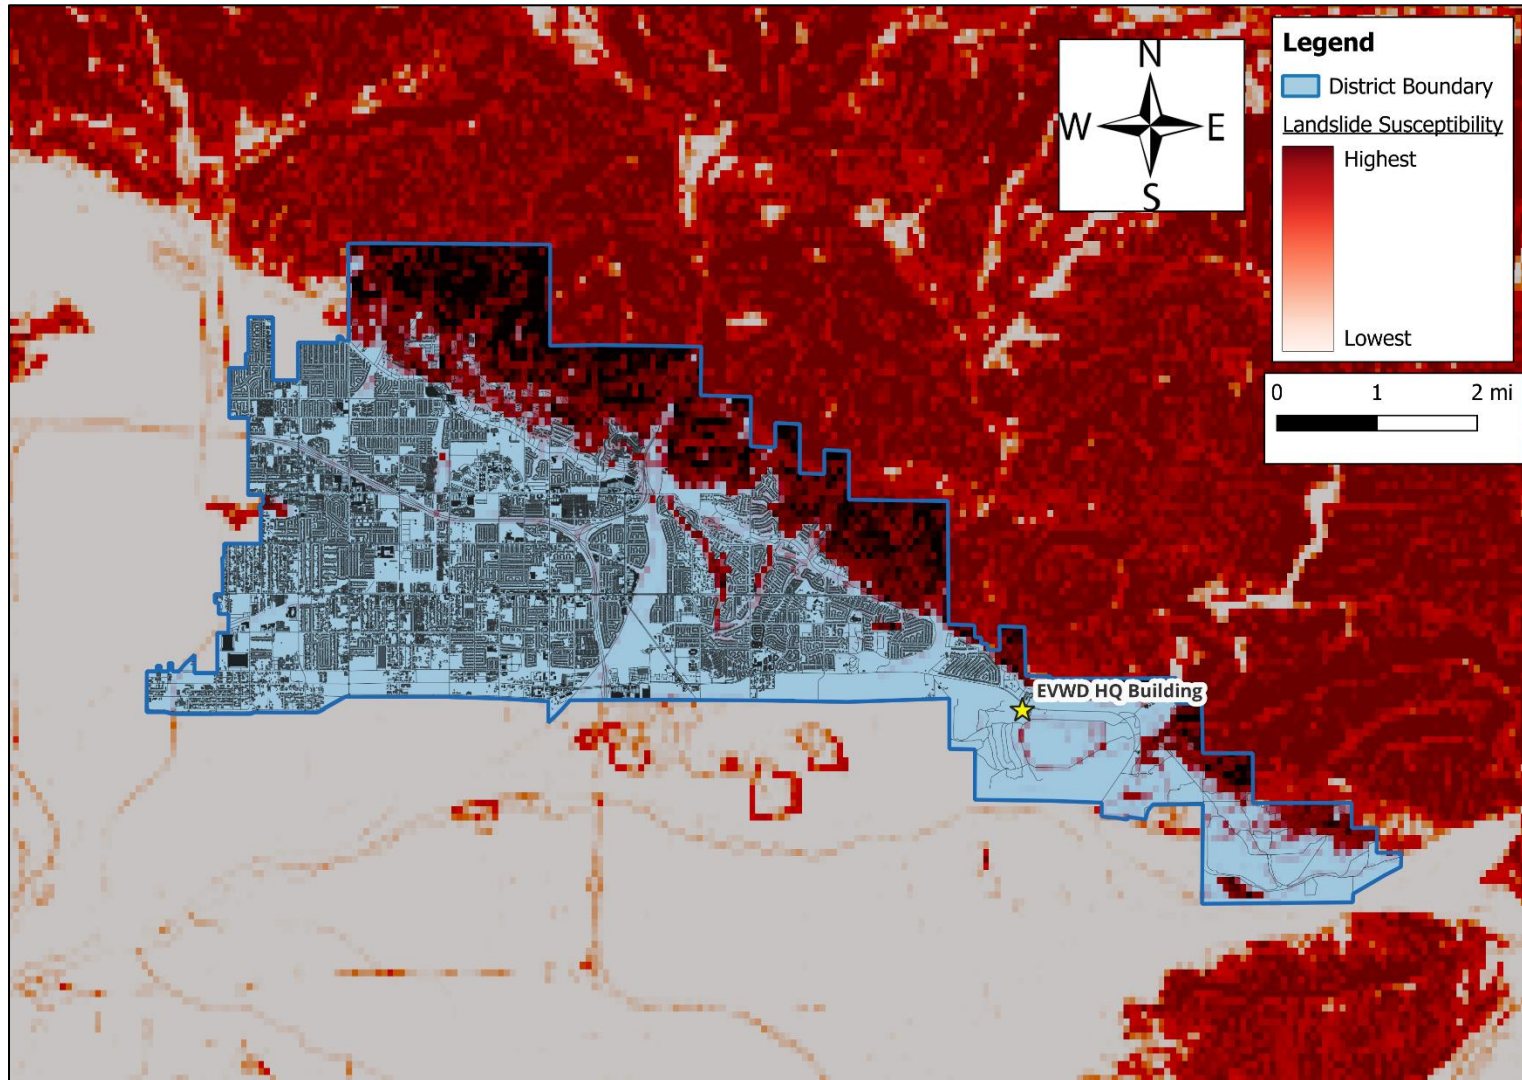 Legend
District Boundary
Landslide Susceptibility
Highest
Lowest
N
W E
S
0 1 2 mi
EVWD HQ Building